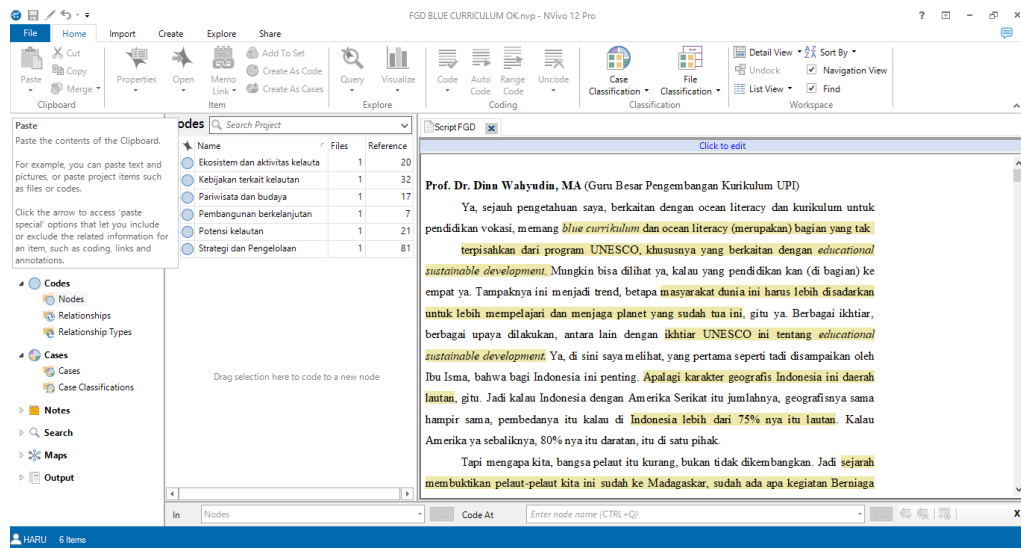 FGD BLUE CURRICULUM OK.nvp - NVivo 12 Pro
File Home Import Create Explore Share
Paste
Cut
Copy
Merge
Clipboard
Properties
Open
Memo Link
Add To Set
Create As Code
Create As Cases
Item
Query
Visualize
Explore
Code
Auto Code
Range Code
Uncode
Coding
Case Classification
File Classification
Classification
Detail View
Undock
List View
Sort By
Navigation View
Find
Workspace
Paste
Paste the contents of the Clipboard.
For example, you can paste text and
pictures, or paste project items such
as files or codes.
Click the arrow to access 'paste
special' options that let you include
or exclude the related information for
an item, such as coding, links and
annotations.
Codes
Nodes
Relationships
Relationship Types
Cases
Cases
Case Classifications
Notes
Search
Maps
Output
odes Search Project
Name Files Reference
Ekosistem dan aktivitas kelauta 1 20
Kebijakan terkait kelautan 1 32
Pariwisata dan budaya 1 17
Pembangunan berkelanjutan 1 7
Potensi kelautan 1 21
Strategi dan Pengelolaan 1 81
Drag selection here to code to a new node
Script FGD
Click to edit
Prof. Dr. Dinn Wahyudin, MA (Guru Besar Pengembangan Kurikulum UPI)
Ya, sejauh pengetahuan saya, berkaitan dengan ocean literacy dan kurikulum untuk
pendidikan vokasi, memang blue currikulum dan ocean literacy (merupakan) bagian yang tak
terpisahkan dari program UNESCO, khususnya yang berkaitan dengan educational
sustainable development. Mungkin bisa dilihat ya, kalau yang pendidikan kan (di bagian) ke
empat ya. Tampaknya ini menjadi trend, betapa masyarakat dunia ini harus lebih disadarkan
untuk lebih mempelajari dan menjaga planet yang sudah tua ini, gitu ya. Berbagai ikhtiar,
berbagai upaya dilakukan, antara lain dengan ikhtiar UNESCO ini tentang educational
sustainable development. Ya, di sini saya melihat, yang pertama seperti tadi disampaikan oleh
Ibu Isma, bahwa bagi Indonesia ini penting. Apalagi karakter geografis Indonesia ini daerah
lautan, gitu. Jadi kalau Indonesia dengan Amerika Serikat itu jumlahnya, geografisnya sama
hampir sama, pembedanya itu kalau di Indonesia lebih dari 75% nya itu lautan. Kalau
Amerika ya sebaliknya, 80% nya itu daratan, itu di satu pihak.
Tapi mengapa kita, bangsa pelaut itu kurang, bukan tidak dikembangkan. Jadi sejarah
membuktikan pelaut-pelaut kita ini sudah ke Madagaskar, sudah ada apa kegiatan Berniaga
In Nodes ... Code At Enter node name (CTRL+Q) ... X
HARU 6 Items